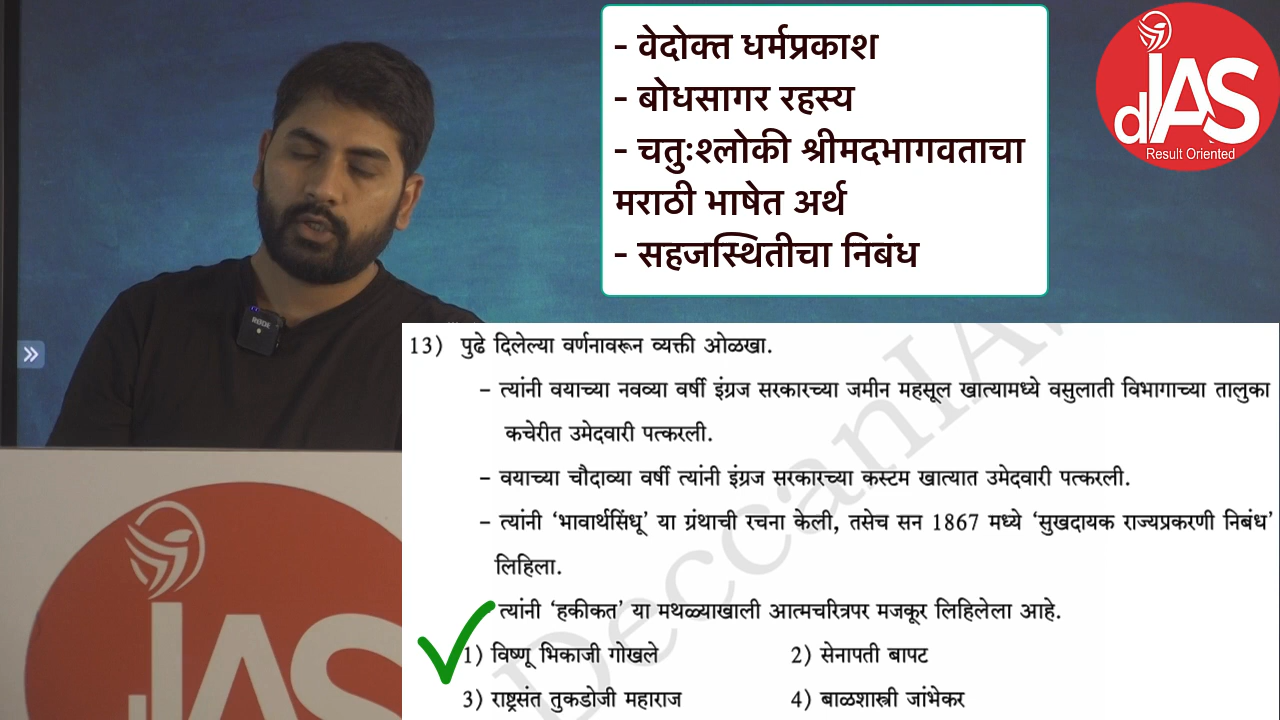 - वेदोक्त धर्मप्रकाश
- बोधसागर रहस्य
- चतुःश्लोकी श्रीमदभागवताचा
मराठी भाषेत अर्थ
- सहजस्थितीचा निबंध
dIAS
Result Oriented
RODE
13) पुढे दिलेल्या वर्णनावरून व्यक्ती ओळखा.
– त्यांनी वयाच्या नवव्या वर्षी इंग्रज सरकारच्या जमीन महसूल खात्यामध्ये वसुलाती विभागाच्या तालुका
कचेरीत उमेदवारी पत्करली.
– वयाच्या चौदाव्या वर्षी त्यांनी इंग्रज सरकारच्या कस्टम खात्यात उमेदवारी पत्करली.
– त्यांनी ‘भावार्थसिंधू’ या ग्रंथाची रचना केली, तसेच सन 1867 मध्ये ‘सुखदायक राज्यप्रकरणी निबंध’
लिहिला.
त्यांनी ‘हकीकत’ या मथळ्याखाली आत्मचरित्रपर मजकूर लिहिलेला आहे.
1) विष्णू भिकाजी गोखले 2) सेनापती बापट
3) राष्ट्रसंत तुकडोजी महाराज 4) बाळशास्त्री जांभेकर
DeccanIA
dIAS